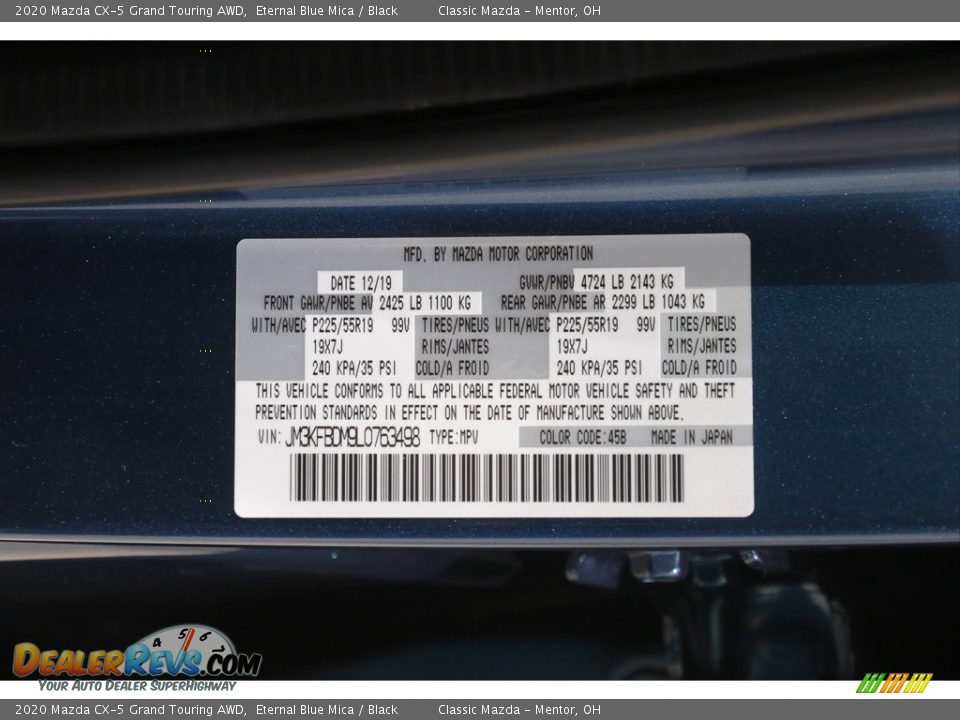 2020 Mazda CX-5 Grand Touring AWD, Eternal Blue Mica / Black Classic Mazda - Mentor, OH
MFD. BY MAZDA MOTOR CORPORATION
DATE 12/19 GVWR/PNBV 4724 LB 2143 KG
FRONT GAWR/PNBE AV 2425 LB 1100 KG REAR GAWR/PNBE AR 2299 LB 1043 KG
WITH/AVEC P225/55R19 99V TIRES/PNEUS WITH/AVEC P225/55R19 99V TIRES/PNEUS
19X7J RIMS/JANTES 19X7J RIMS/JANTES
240 KPA/35 PSI COLD/A FROID 240 KPA/35 PSI COLD/A FROID
THIS VEHICLE CONFORMS TO ALL APPLICABLE FEDERAL MOTOR VEHICLE SAFETY AND THEFT
PREVENTION STANDARDS IN EFFECT ON THE DATE OF MANUFACTURE SHOWN ABOVE.
VIN: JM3KFBDM9L0763498 TYPE:MPV COLOR CODE:45B MADE IN JAPAN
4 5 6
DEALERREVS.COM
YOUR AUTO DEALER SUPERHIGHWAY
2020 Mazda CX-5 Grand Touring AWD, Eternal Blue Mica / Black Classic Mazda - Mentor, OH